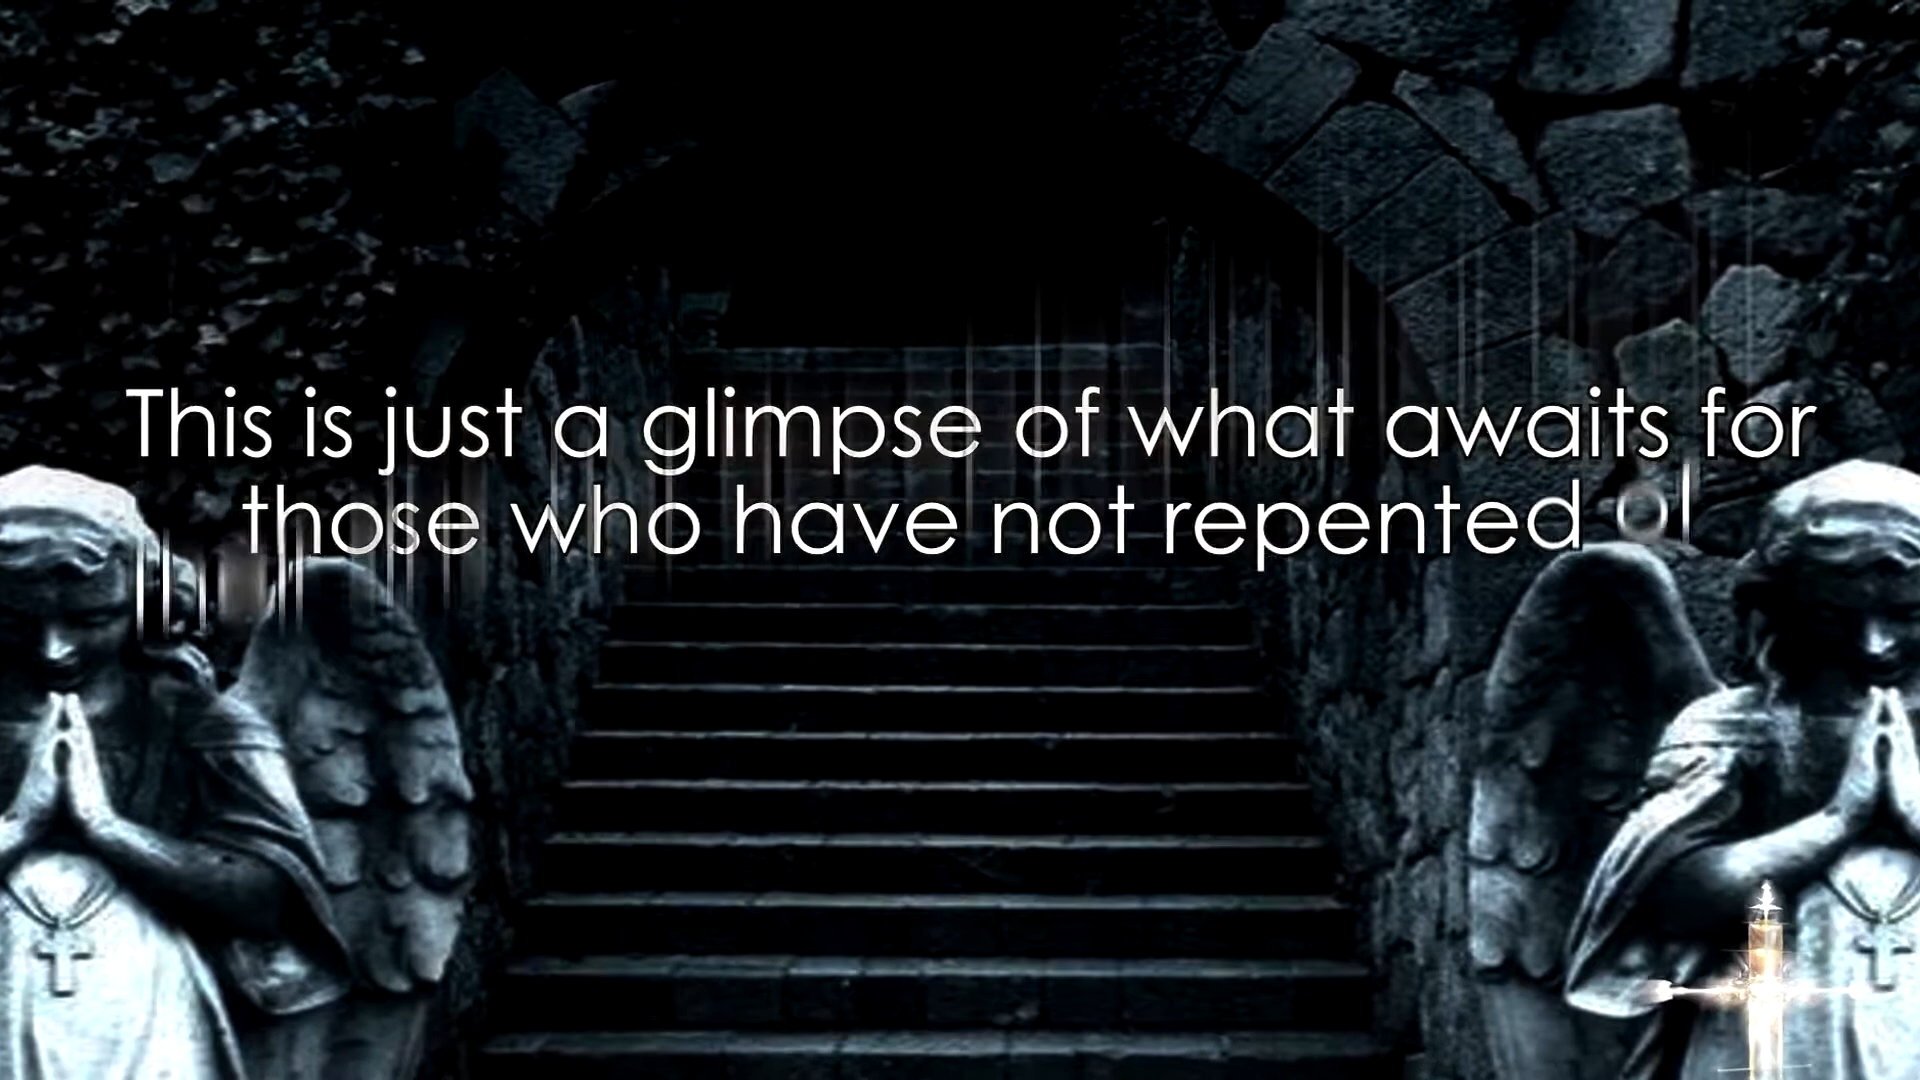 This is just a glimpse of what awaits for
those who have not repented